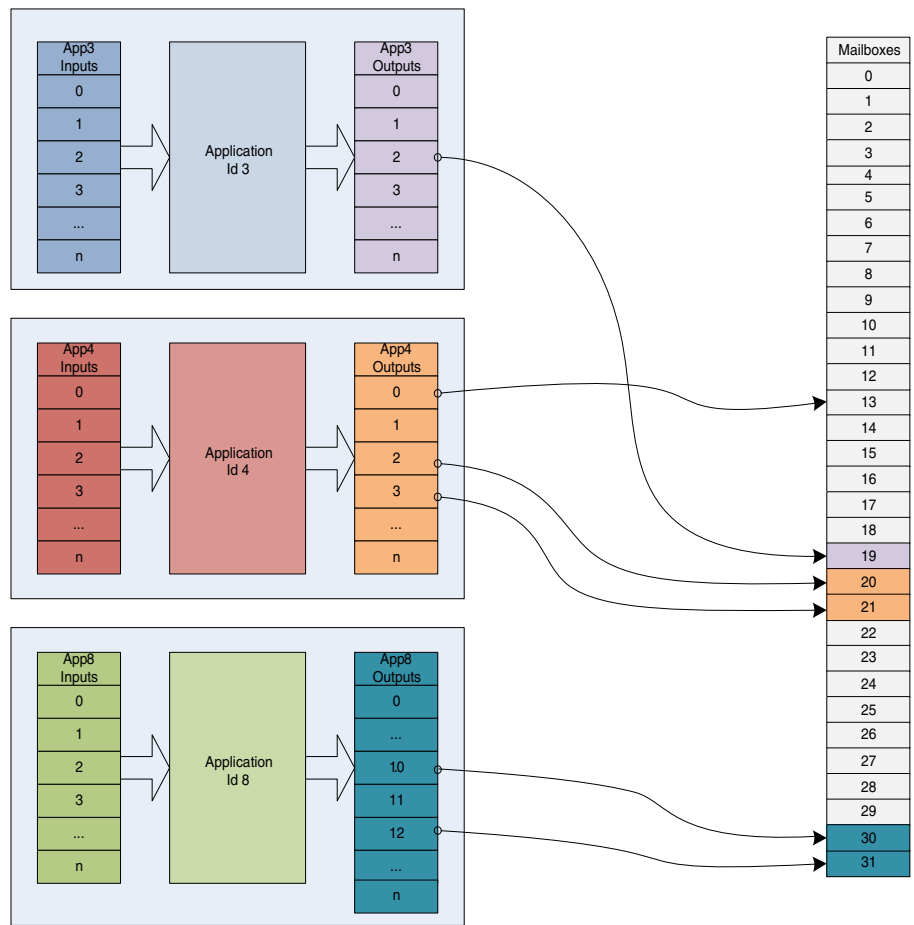 App3
Inputs
0
1
2
3
...
n
Application
Id 3
App3
Outputs
0
1
2
3
...
n
App4
Inputs
0
1
2
3
...
n
Application
Id 4
App4
Outputs
0
1
2
3
...
n
App8
Inputs
0
1
2
3
...
n
Application
Id 8
App8
Outputs
0
...
10
11
12
...
n
Mailboxes
0
1
2
3
4
5
6
7
8
9
10
11
12
13
14
15
16
17
18
19
20
21
22
23
24
25
26
27
28
29
30
31